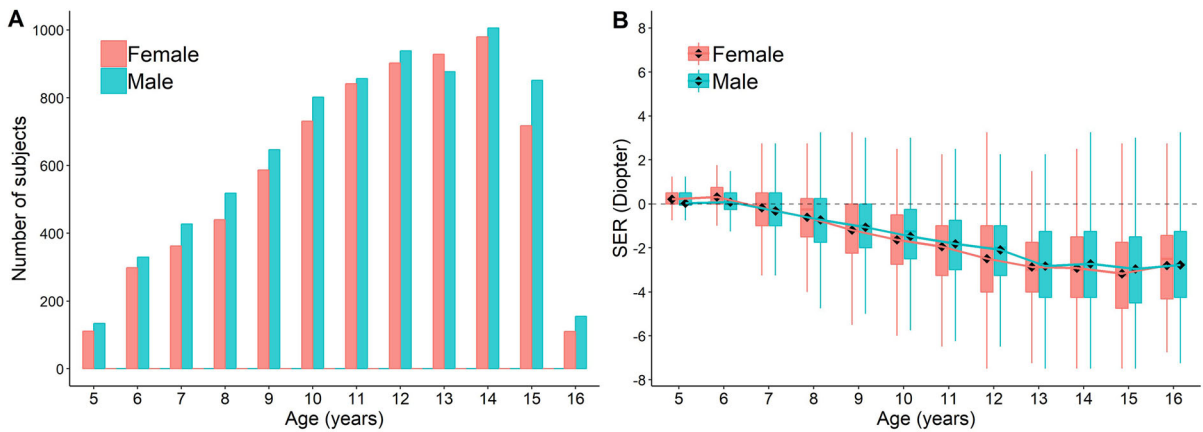 A
Number of subjects
1000
800
600
400
200
0
Female
Male
5 6 7 8 9 10 11 12 13 14 15 16
Age (years)
B
SER (Diopter)
8
6
4
2
0
-2
-4
-6
-8
Female
Male
5 6 7 8 9 10 11 12 13 14 15 16
Age (years)